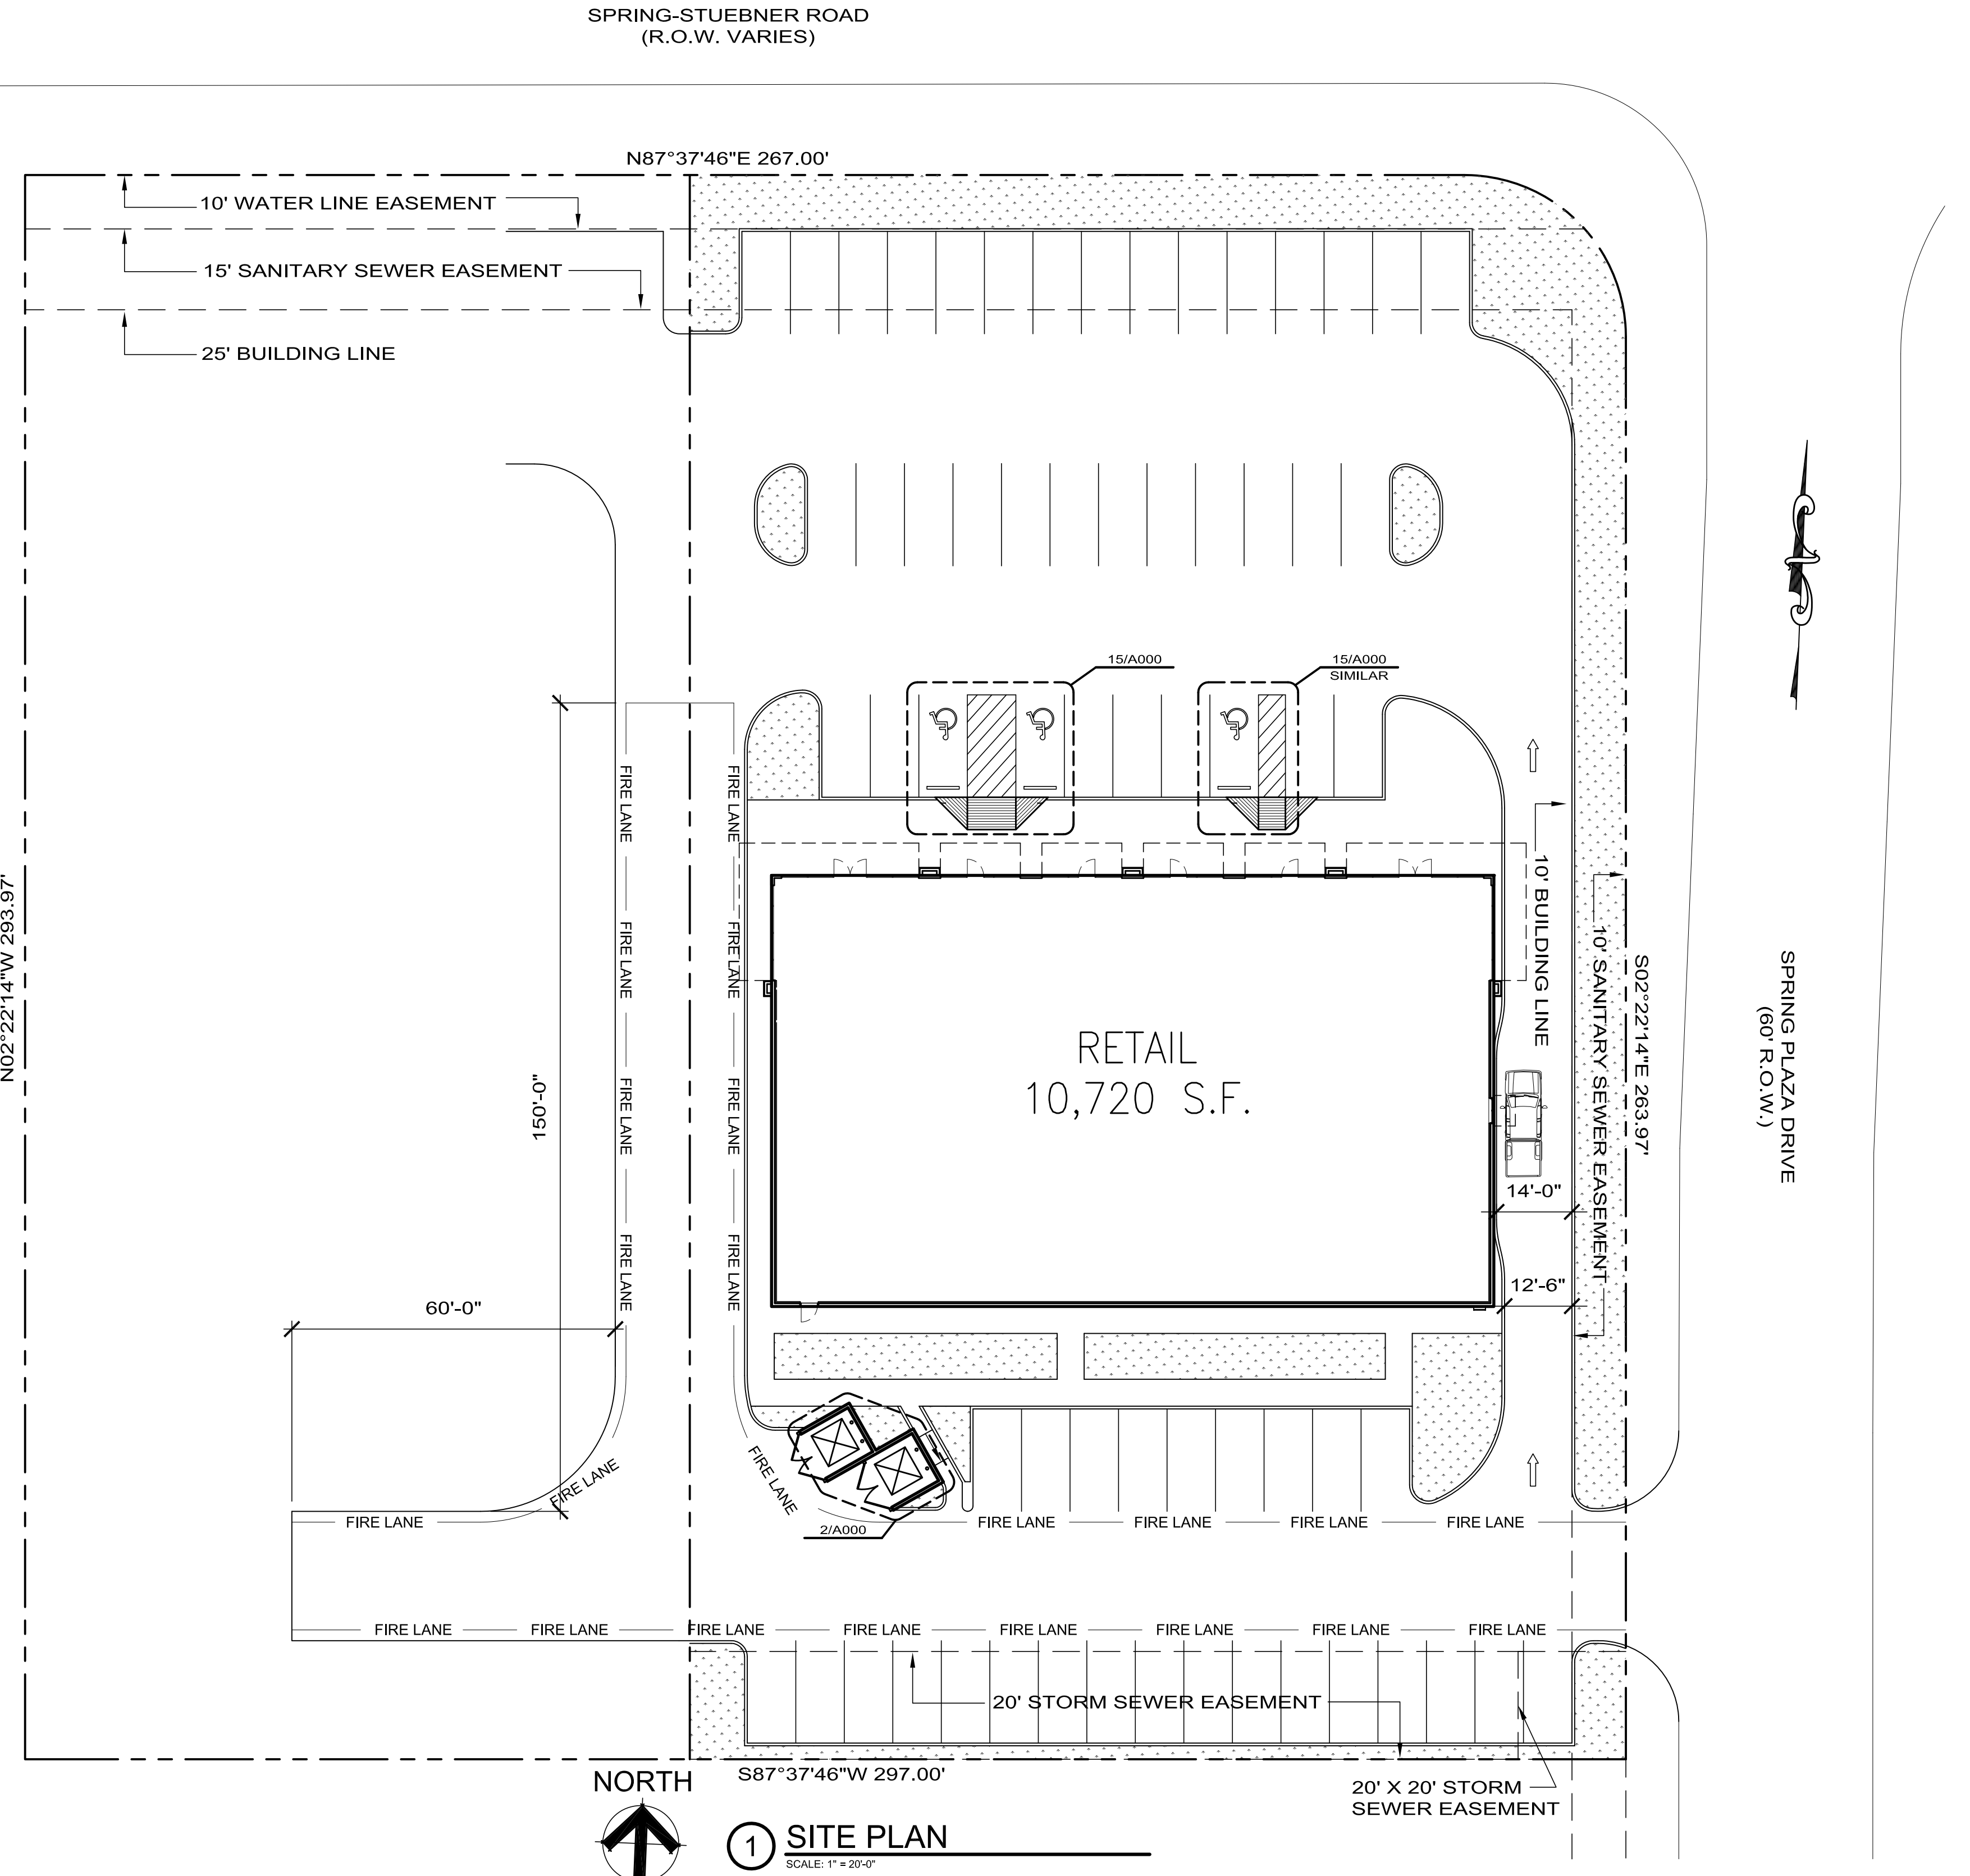 SPRING-STUEBNER ROAD
(R.O.W. VARIES)
N87°37'46"E 267.00'
10' WATER LINE EASEMENT
15' SANITARY SEWER EASEMENT
25' BUILDING LINE
15/A000
15/A000
SIMILAR
FIRE LANE
FIRE LANE
FIRE LANE
FIRE LANE
FIRE LANE
FIRE LANE
FIRE LANE
FIRE LANE
N02°22'14"W 293.97'
150'-0"
60'-0"
RETAIL
10,720 S.F.
10' BUILDING LINE
10' SANITARY SEWER EASEMENT
S02°22'14"E 263.97'
SPRING PLAZA DRIVE
(60' R.O.W.)
14'-0"
12'-6"
FIRE LANE
FIRE LANE
2/A000
FIRE LANE
FIRE LANE
FIRE LANE
FIRE LANE
FIRE LANE
FIRE LANE
FIRE LANE
FIRE LANE
FIRE LANE
FIRE LANE
FIRE LANE
FIRE LANE
FIRE LANE
20' STORM SEWER EASEMENT
S87°37'46"W 297.00'
20' X 20' STORM
SEWER EASEMENT
NORTH
1
SITE PLAN
SCALE: 1" = 20'-0"